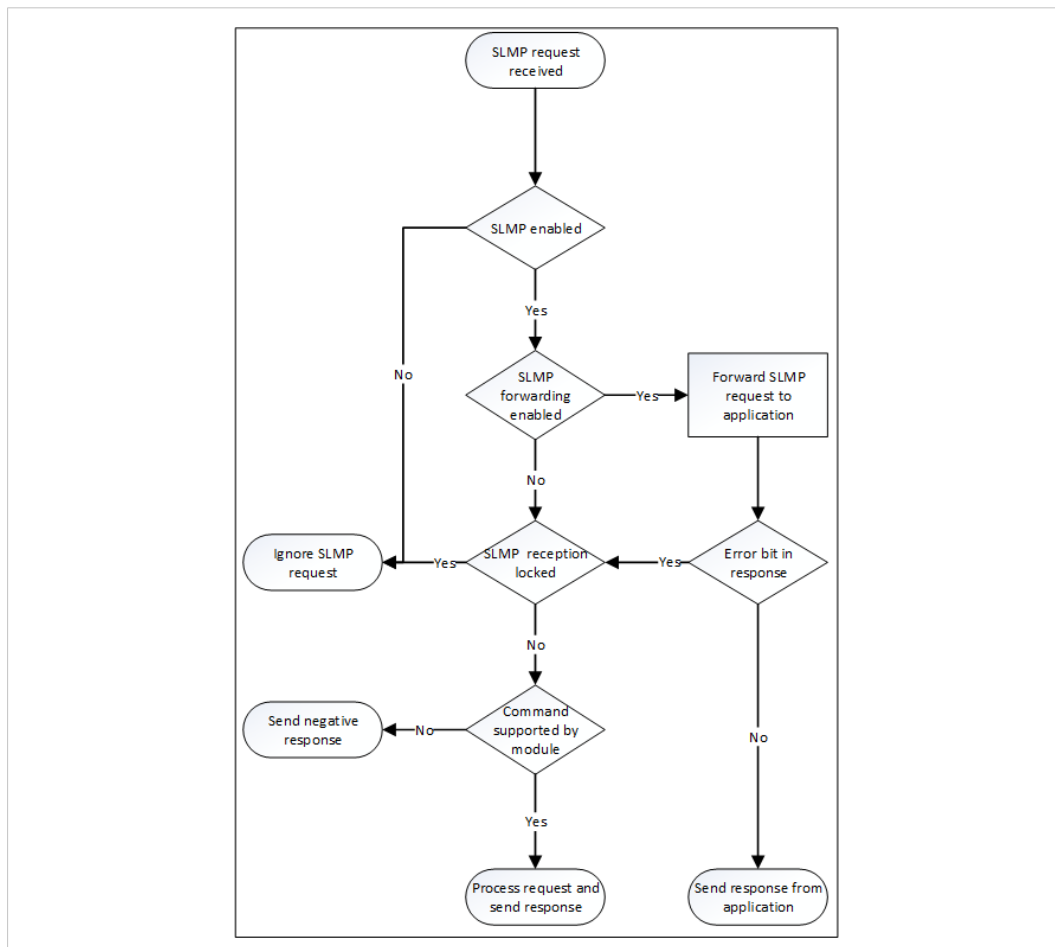 SLMP request
received
SLMP enabled
Yes
No
SLMP
forwarding
enabled
Yes
Forward SLMP
request to
application
No
Ignore SLMP
request
Yes
SLMP reception
locked
Yes
Error bit in
response
No
Send negative
response
No
Command
supported by
module
No
Yes
Process request and
send response
Send response from
application